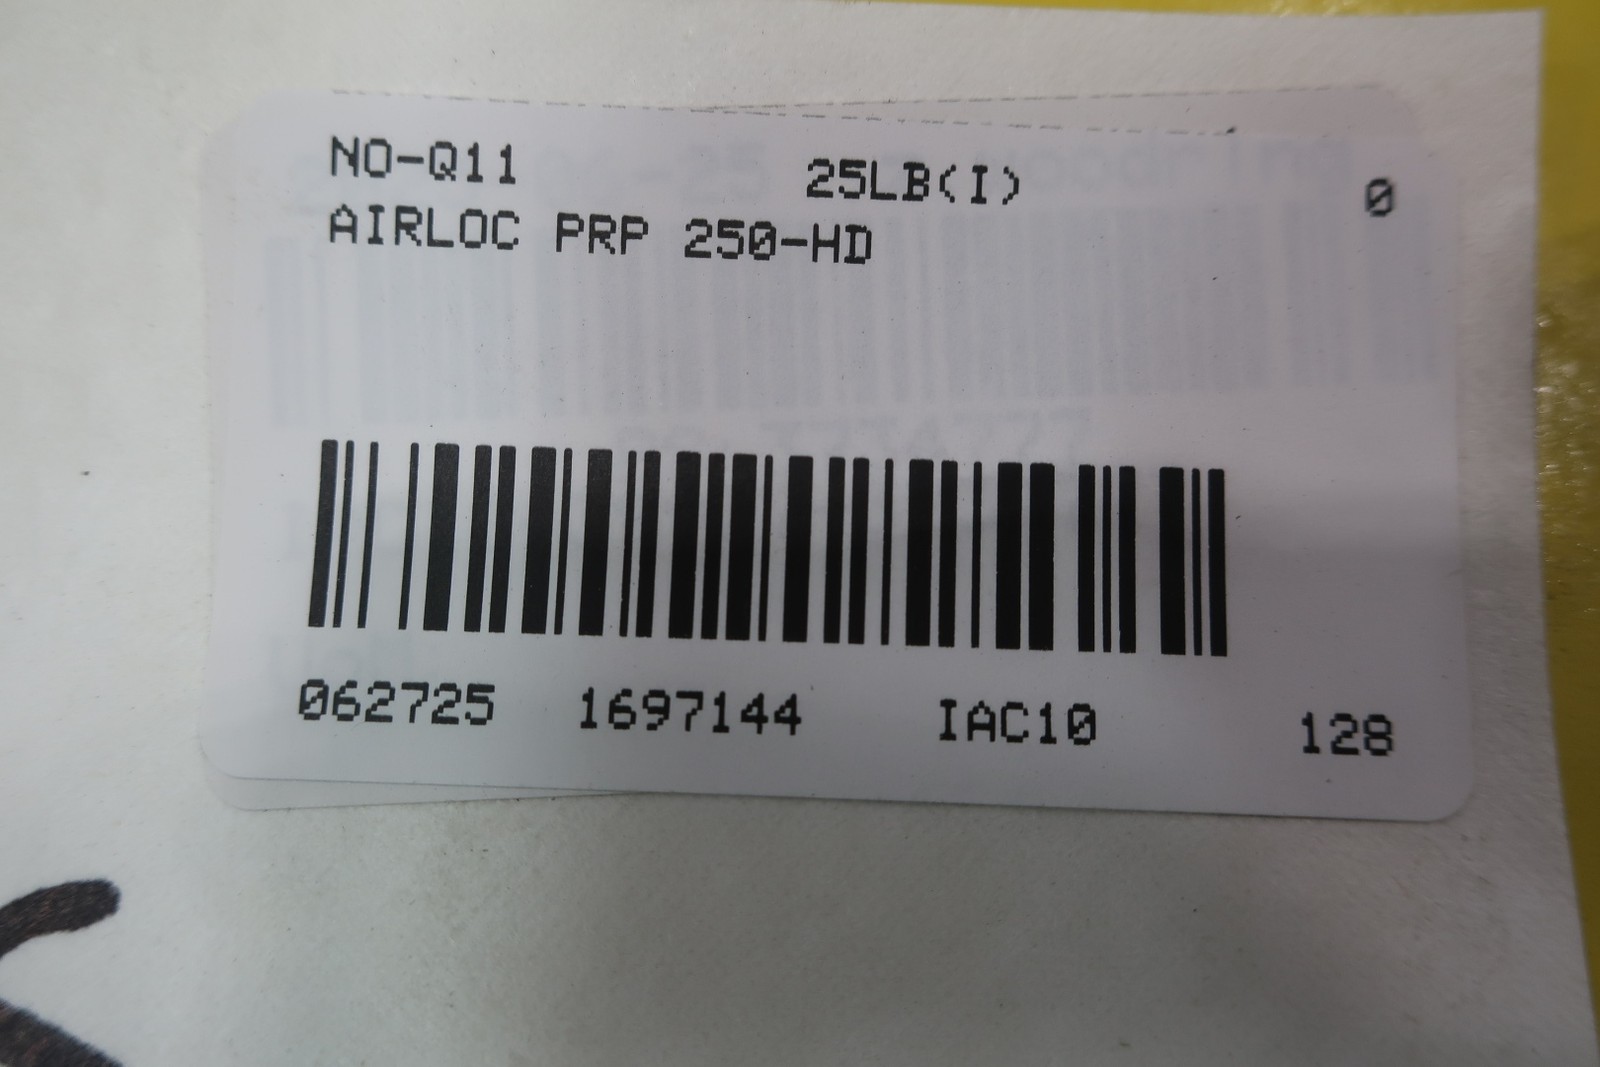 NO-Q11 25LB(I) 0
AIRLOC PRP 250-HD
062725 1697144 IAC10 128